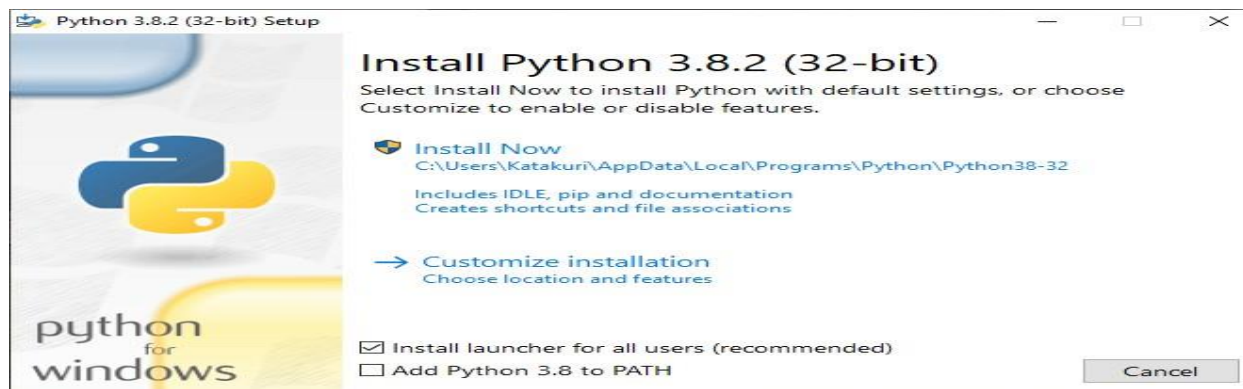 Python 3.8.2 (32-bit) Setup
Install Python 3.8.2 (32-bit)
Select Install Now to install Python with default settings, or choose
Customize to enable or disable features.
Install Now
C:\Users\Katakuri\AppData\Local\Programs\Python\Python38-32
Includes IDLE, pip and documentation
Creates shortcuts and file associations
Customize installation
Choose location and features
python
for
windows
Install launcher for all users (recommended)
Add Python 3.8 to PATH
Cancel